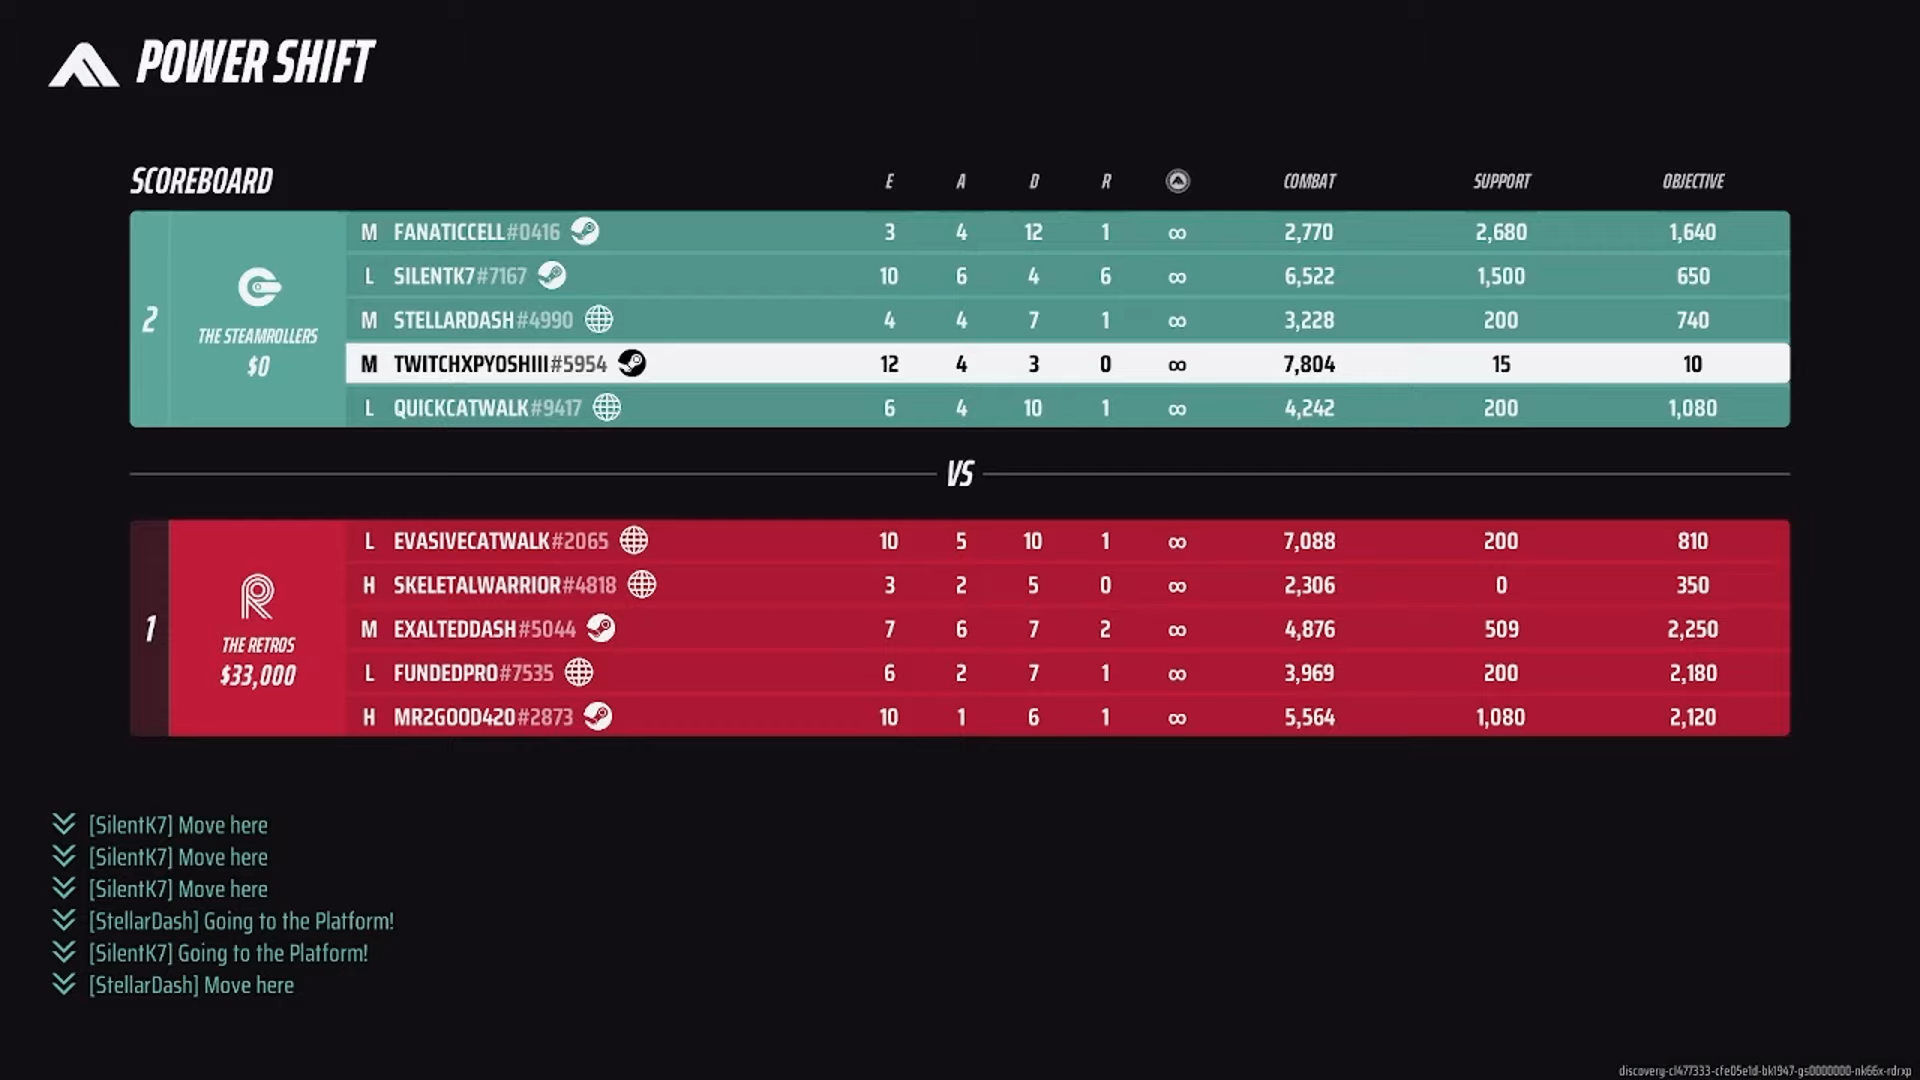 POWER SHIFT
SCOREBOARD E A D R COMBAT SUPPORT OBJECTIVE
2
THE STEAMROLLERS
$0
M FANATICCELL#0416 3 4 12 1 ∞ 2,770 2,680 1,640
L SILENTK7#7167 10 6 4 6 ∞ 6,522 1,500 650
M STELLARDASH#4990 4 4 7 1 ∞ 3,228 200 740
M TWITCHXPYOSHIII#5954 12 4 3 0 ∞ 7,804 15 10
L QUICKCATWALK#9417 6 4 10 1 ∞ 4,242 200 1,080
VS
1
THE RETROS
$33,000
L EVASIVECATWALK#2065 10 5 10 1 ∞ 7,088 200 810
H SKELETALWARRIOR#4818 3 2 5 0 ∞ 2,306 0 350
M EXALTEDDASH#5044 7 6 7 2 ∞ 4,876 509 2,250
L FUNDEDPRO#7535 6 2 7 1 ∞ 3,969 200 2,180
H MR2GOOD420#2873 10 1 6 1 ∞ 5,564 1,080 2,120
[SilentK7] Move here
[SilentK7] Move here
[SilentK7] Move here
[StellarDash] Going to the Platform!
[SilentK7] Going to the Platform!
[StellarDash] Move here
discovery-cl477333-cfe05e1d-bk1947-gs0000000-nk66x-rdrxp